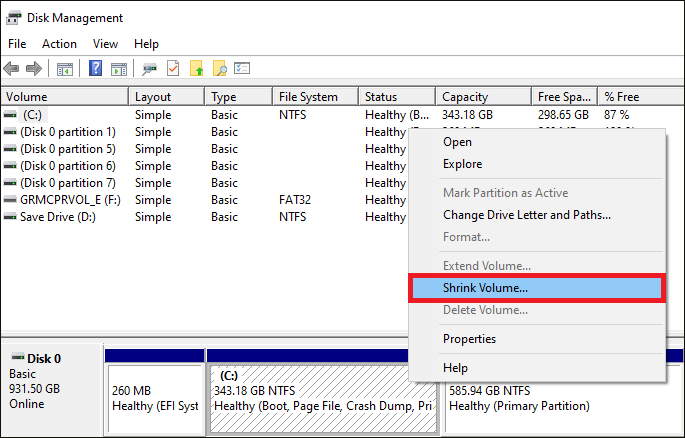 Disk Management
File Action View Help
Volume Layout Type File System Status Capacity Free Spa... % Free
(C:) Simple Basic NTFS Healthy (B... 343.18 GB 298.65 GB 87 %
(Disk 0 partition 1) Simple Basic Healthy
(Disk 0 partition 5) Simple Basic Healthy
(Disk 0 partition 6) Simple Basic Healthy
(Disk 0 partition 7) Simple Basic Healthy
GRMCPRVOL_E (F:) Simple Basic FAT32 Healthy
Save Drive (D:) Simple Basic NTFS Healthy
Open
Explore
Mark Partition as Active
Change Drive Letter and Paths...
Format...
Extend Volume...
Shrink Volume...
Delete Volume...
Properties
Help
Disk 0
Basic
931.50 GB
Online
260 MB
Healthy (EFI Syst
(C:)
343.18 GB NTFS
Healthy (Boot, Page File, Crash Dump, Pri
585.94 GB NTFS
Healthy (Primary Partition)